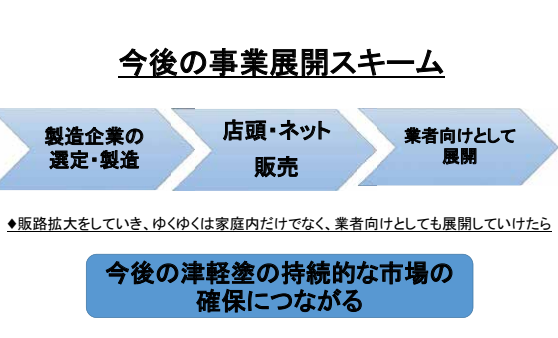 今後の事業展開スキーム
製造企業の
選定・製造
店頭・ネット
販売
業者向けとして
展開
♦販路拡大をしていき、ゆくゆくは家庭内だけでなく、業者向けとしても展開していけたら
今後の津軽塗の持続的な市場の
確保につながる